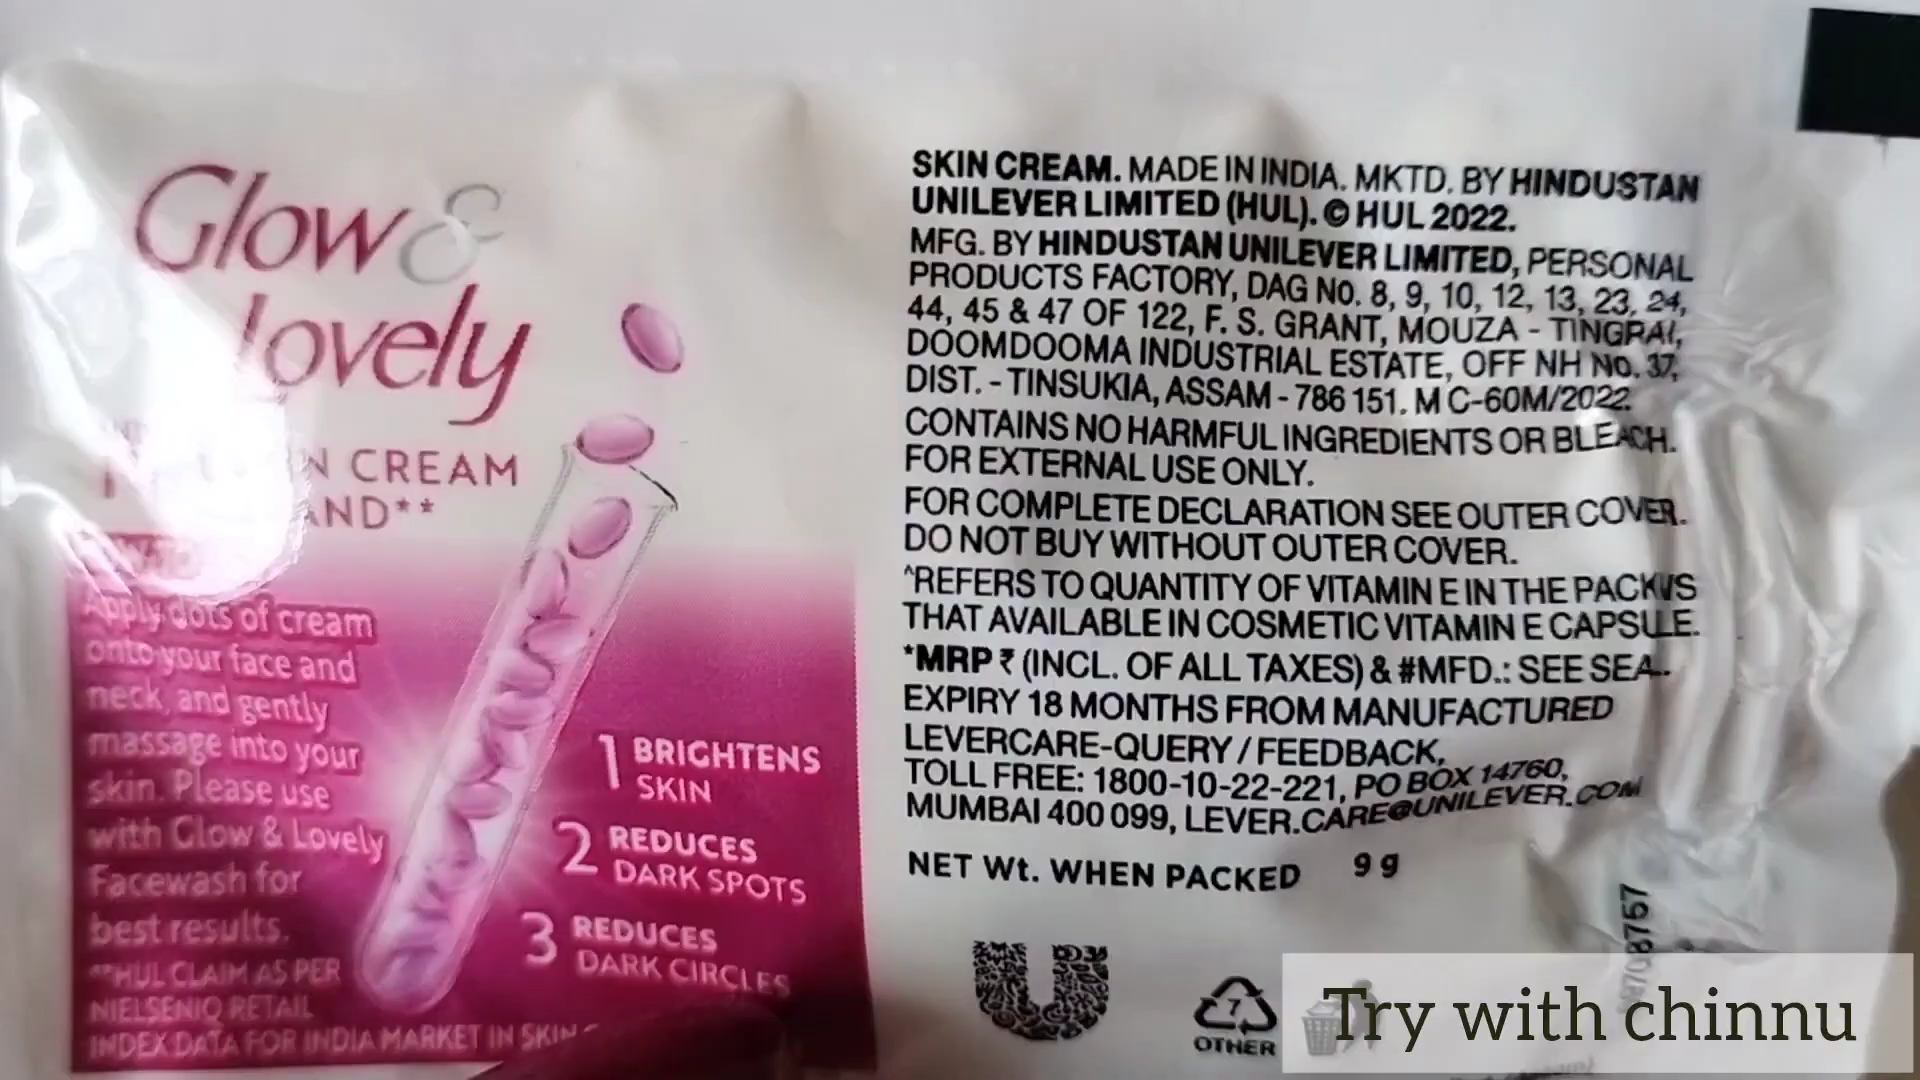 Glow &
Lovely
CREAM
Apply dots of cream
onto your face and
neck, and gently
massage into your
skin. Please use
with Glow & Lovely
Facewash for
best results.
**HUL CLAIM AS PER
NIELSENIQ RETAIL
INDEX DATA FOR INDIA MARKET IN SKIN
1 BRIGHTENS
SKIN
2 REDUCES
DARK SPOTS
3 REDUCES
DARK CIRCLES
SKIN CREAM. MADE IN INDIA. MKTD. BY HINDUSTAN
UNILEVER LIMITED (HUL). © HUL 2022.
MFG. BY HINDUSTAN UNILEVER LIMITED, PERSONAL
PRODUCTS FACTORY, DAG No. 8, 9, 10, 12, 13, 23, 24,
44, 45 & 47 OF 122, F. S. GRANT, MOUZA - TINGRAI,
DOOMDOOMA INDUSTRIAL ESTATE, OFF NH No. 37,
DIST. - TINSUKIA, ASSAM - 786 151. M C-60M/2022.
CONTAINS NO HARMFUL INGREDIENTS OR BLEACH.
FOR EXTERNAL USE ONLY.
FOR COMPLETE DECLARATION SEE OUTER COVER.
DO NOT BUY WITHOUT OUTER COVER.
^REFERS TO QUANTITY OF VITAMIN E IN THE PACK VS
THAT AVAILABLE IN COSMETIC VITAMIN E CAPSULE.
*MRP ₹ (INCL. OF ALL TAXES) & #MFD.: SEE SEAL.
EXPIRY 18 MONTHS FROM MANUFACTURED
LEVERCARE-QUERY / FEEDBACK,
TOLL FREE: 1800-10-22-221, PO BOX 14760,
MUMBAI 400 099, LEVER.CARE@UNILEVER.COM
NET Wt. WHEN PACKED 9 g
7
OTHER
Try with chinnu